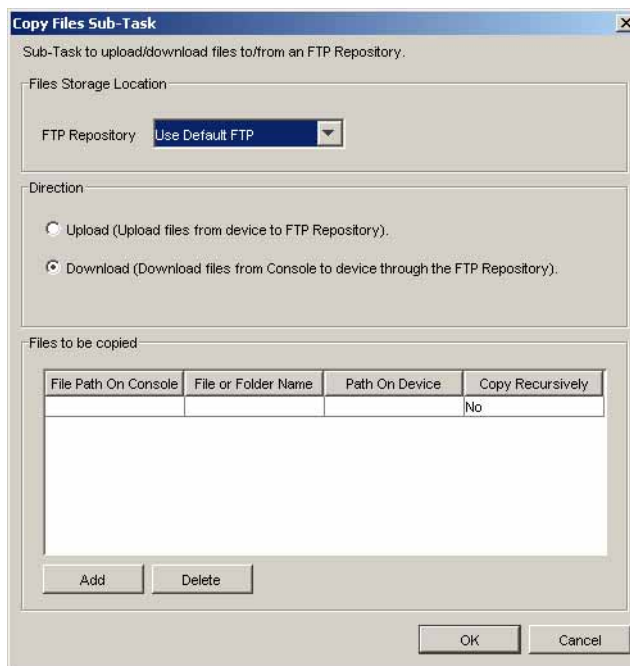 Copy Files Sub-Task
Sub-Task to upload/download files to/from an FTP Repository.
Files Storage Location
FTP Repository Use Default FTP
Direction
Upload (Upload files from device to FTP Repository).
Download (Download files from Console to device through the FTP Repository).
Files to be copied
File Path On Console File or Folder Name Path On Device Copy Recursively
No
Add Delete
OK Cancel